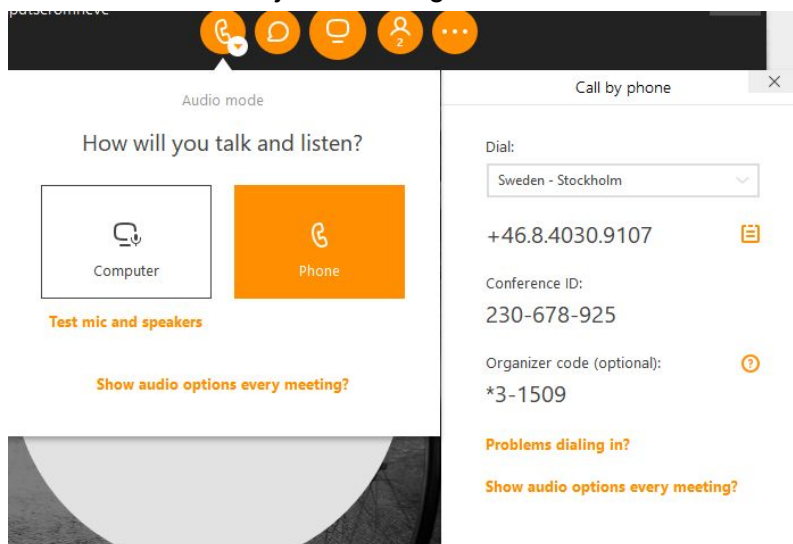 2
Audio mode
How will you talk and listen?
Computer
Phone
Test mic and speakers
Show audio options every meeting?
Call by phone
Dial:
Sweden - Stockholm
+46.8.4030.9107
Conference ID:
230-678-925
Organizer code (optional):
*3-1509
Problems dialing in?
Show audio options every meeting?